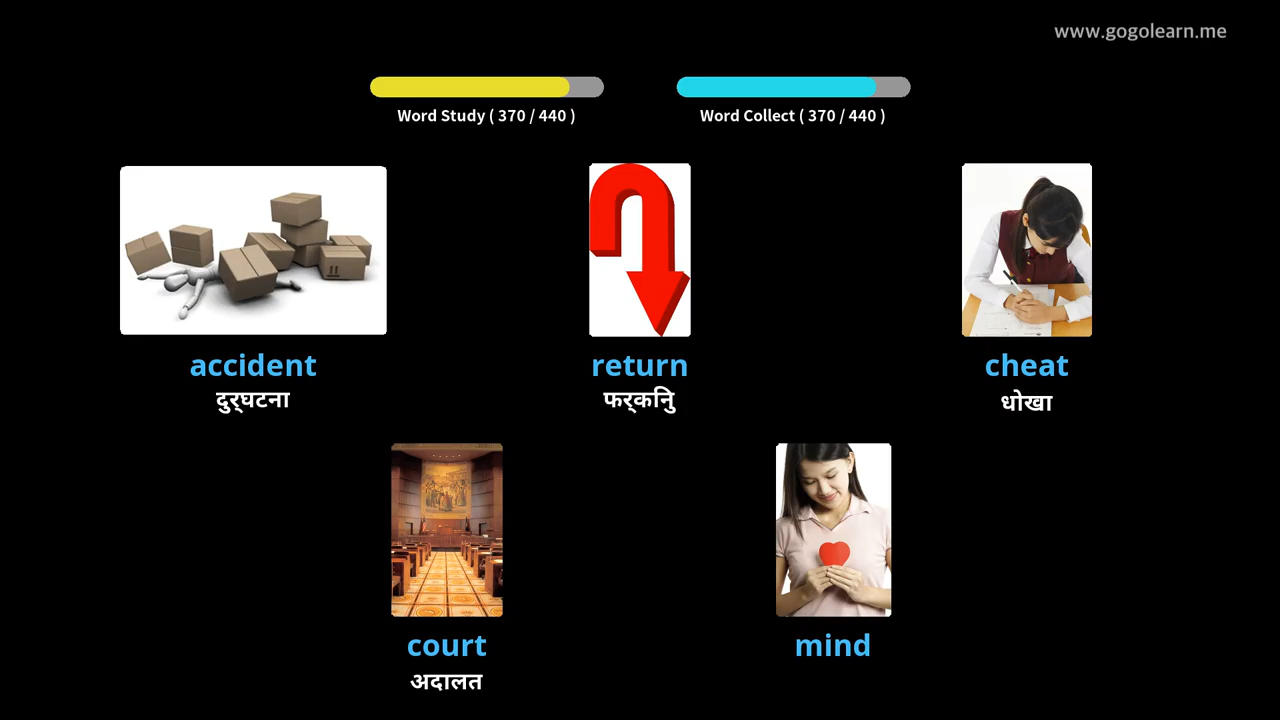 www.gogolearn.me
Word Study ( 370 / 440 )
Word Collect ( 370 / 440 )
accident
दुर्घटना
return
फर्कनुि
cheat
धोखा
court
अदालत
mind